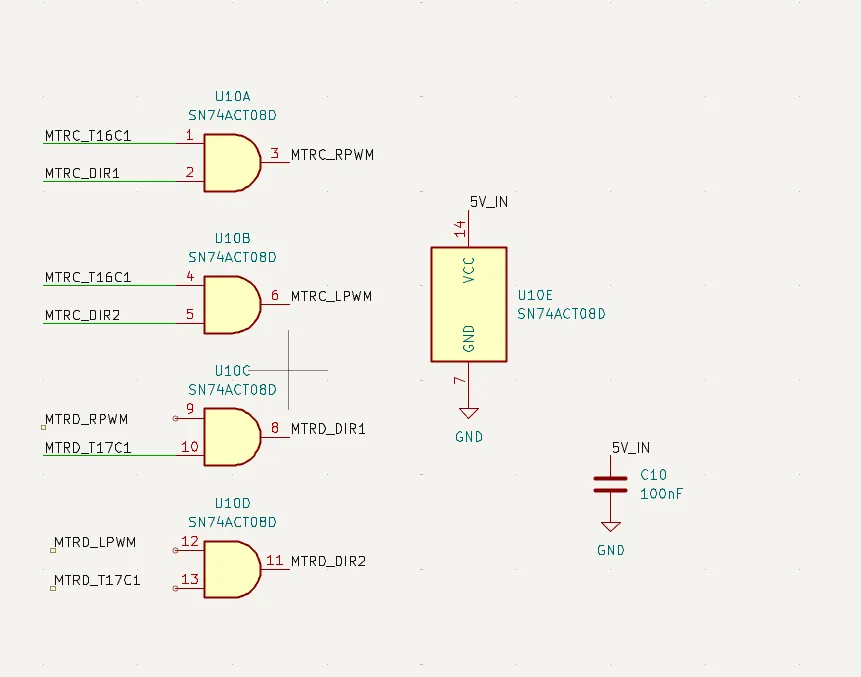 U10A
SN74ACT08D
MTRC_T16C1
1
3
MTRC_RPWM
MTRC_DIR1
2
U10B
SN74ACT08D
MTRC_T16C1
4
6
MTRC_LPWM
MTRC_DIR2
5
U10C
SN74ACT08D
MTRD_RPWM
9
8
MTRD_DIR1
MTRD_T17C1
10
U10D
SN74ACT08D
MTRD_LPWM
12
11
MTRD_DIR2
MTRD_T17C1
13
5V_IN
14
VCC
U10E
SN74ACT08D
GND
7
GND
5V_IN
C10
100nF
GND